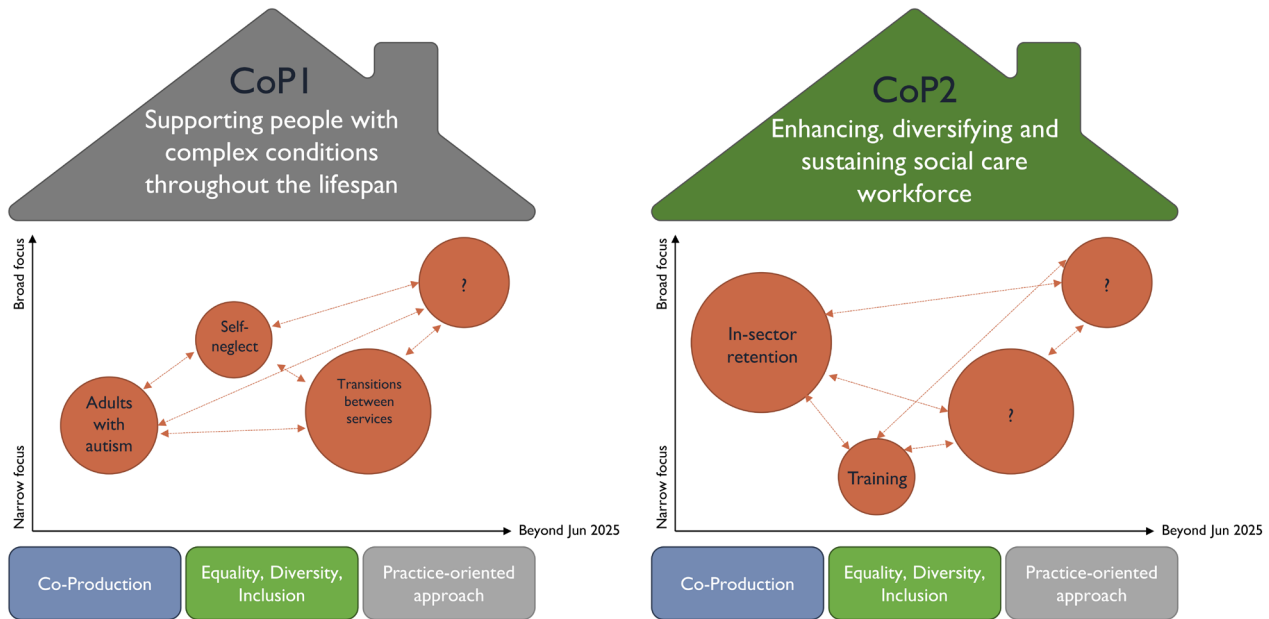 CoP1
Supporting people with
complex conditions
throughout the lifespan
Broad focus
Narrow focus
?
Self-
neglect
Transitions
between
services
Adults
with
autism
Beyond Jun 2025
Co-Production
Equality, Diversity,
Inclusion
Practice-oriented
approach
CoP2
Enhancing, diversifying and
sustaining social care
workforce
Broad focus
Narrow focus
?
In-sector
retention
?
Training
Beyond Jun 2025
Co-Production
Equality, Diversity,
Inclusion
Practice-oriented
approach